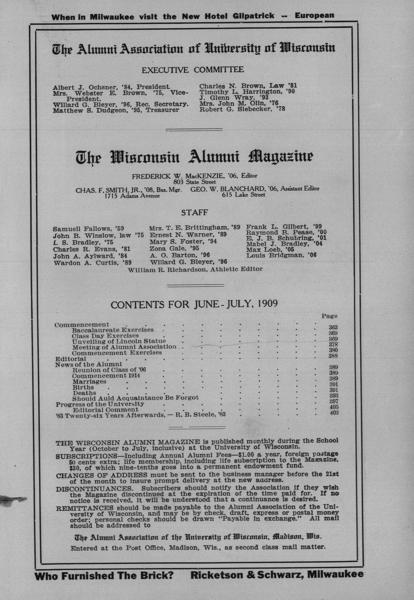 When in Milwaukee visit the New Hotel Gilpatrick -- European
The Alumni Association of University of Wisconsin
EXECUTIVE COMMITTEE
Albert J. Ochsner, '84, President.
Mrs. Webster E. Brown, '75, Vice-
President.
Willard G. Bleyer, '96, Rec. Secretary.
Matthew S. Dudgeon, '95, Treasurer
Charles N. Brown, Law '81
Timothy L. Harrington, '90
J. Glenn Wray, '93
Mrs. John M. Olin, '76
Robert G. Siebecker, '78
The Wisconsin Alumni Magazine
FREDERICK W. MacKENZIE, '06, Editor
803 State Street
CHAS. F. SMITH, JR., '08, Bus. Mgr.
1715 Adams Avenue
GEO. W. BLANCHARD, '06, Assistant Editor
615 Lake Street
STAFF
Samuell Fallows, '59
John B. Winslow, law '75
I. S. Bradley, '75
Charles R. Evans, '81
John A. Aylward, '84
Wardon A. Curtis, '89
Mrs. T. E. Brittingham, '89
Ernest N. Warner, '89
Mary S. Foster, '94
Zona Gale, '95
A. O. Barton, '96
Willard G. Bleyer, '96
Frank L. Gilbert, '99
Raymond B. Pease, '00
E. J. B. Schubring, '01
Mabel J. Bradley, '04
Max Loeb, '05
Louis Bridgman, '06
William R. Richardson, Athletic Editor
CONTENTS FOR JUNE-JULY, 1909
Page
Commencement
Baccalaureate Exercises
Class Day Exercises
Unveiling of Lincoln Statue
Meeting of Alumni Association
Commencement Exercises
Editorial
News of the Alumni
Reunion of Class of '06
Commencement 1914
Marriages
Births
Deaths
Should Auld Acquaintance Be Forgot
Progress of the University
Editorial Comment
'63 Twenty-six Years Afterwards, — R. B. Steele, '63
THE WISCONSIN ALUMNI MAGAZINE is published monthly during the School
Year (October to July, inclusive) at the University of Wisconsin.
SUBSCRIPTIONS—Including Annual Alumni Fees—$1.00 a year, foreign postage
50 cents extra; life membership, including life subscription to the Magazine,
$30, of which nine-tenths goes into a permanent endowment fund.
CHANGES OF ADDRESS must be sent to the business manager before the 21st
of the month to insure prompt delivery at the new address.
DISCONTINUANCES. Subscribers should notify the Association if they wish
the Magazine discontinued at the expiration of the time paid for. If no
notice is received, it will be understood that a continuance is desired.
REMITTANCES should be made payable to the Alumni Association of the Uni-
versity of Wisconsin, and may be by check, draft, express or postal money
order; personal checks should be drawn "Payable in exchange." All mail
should be addressed to
The Alumni Association of the University of Wisconsin, Madison, Wis.
Entered at the Post Office, Madison, Wis., as second class mail matter.
Who Furnished The Brick? Ricketson & Schwarz, Milwaukee